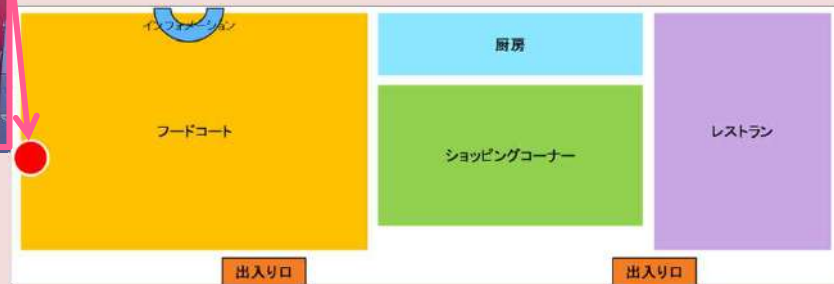 インフォメーション
厨房
フードコート
レストラン
ショッピングコーナー
出入り口
出入り口